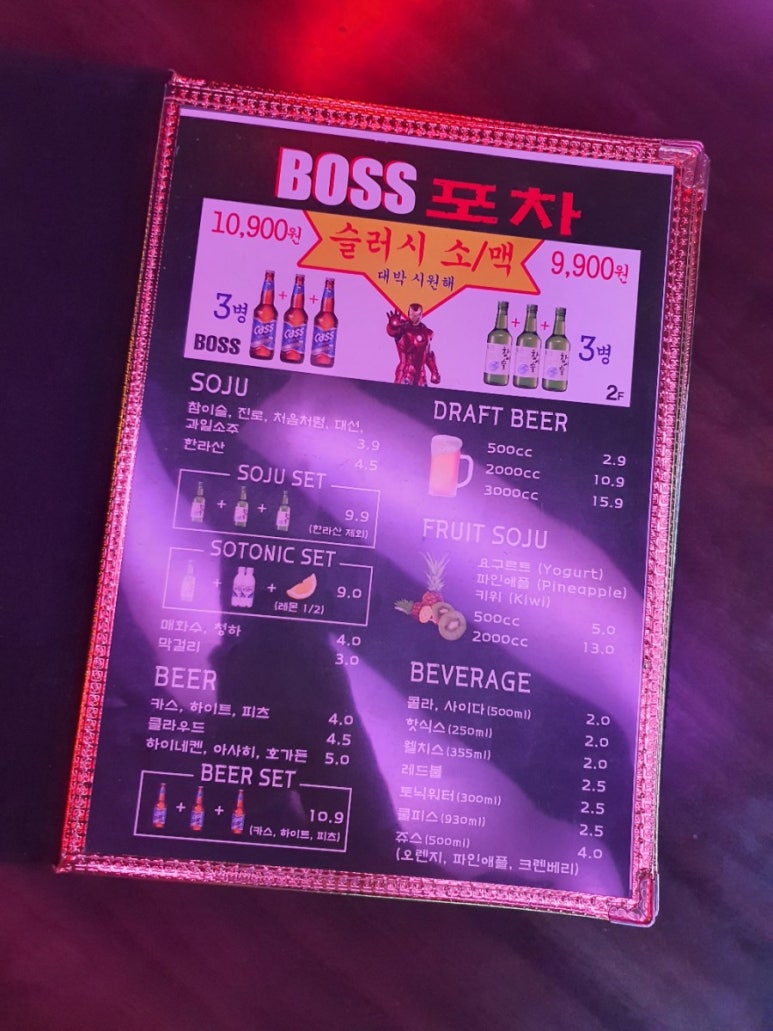 BOSS 포차
10,900원
슬러시 소/맥
대박 시원해
9,900원
3병
BOSS
cass cass cass
+ +
+ +
참이슬
3병
2F
SOJU
참이슬, 진로, 처음처럼, 대선,
과일소주 3.9
한라산 4.5
SOJU SET
+ + 9.9
(한라산 제외)
SOTONIC SET
+ + 9.0
(레몬 1/2)
매화수, 청하 4.0
막걸리 3.0
BEER
카스, 하이트, 피츠 4.0
클라우드 4.5
하이네켄, 아사히, 호가든 5.0
BEER SET
+ + 10.9
(카스, 하이트, 피츠)
DRAFT BEER
500cc 2.9
2000cc 10.9
3000cc 15.9
FRUIT SOJU
요구르트 (Yogurt)
파인애플 (Pineapple)
키위 (Kiwi)
500cc 5.0
2000cc 13.0
BEVERAGE
콜라, 사이다(500ml) 2.0
핫식스(250ml) 2.0
웰치스(355ml) 2.0
레드불 2.5
토닉워터(300ml) 2.5
쿨피스(930ml) 2.5
쥬스(500ml) 4.0
(오렌지, 파인애플, 크렌베리)